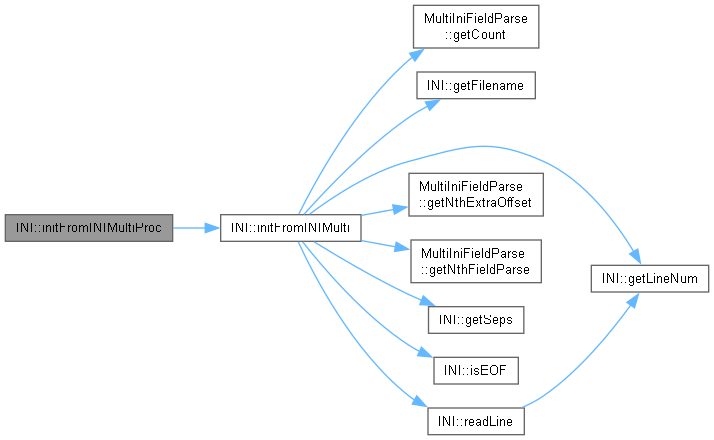 INI::initFromINIMultiProc
INI::initFromINIMulti
MultiIniFieldParse
::getCount
INI::getFilename
MultiIniFieldParse
::getNthExtraOffset
MultiIniFieldParse
::getNthFieldParse
INI::getSeps
INI::isEOF
INI::readLine
INI::getLineNum